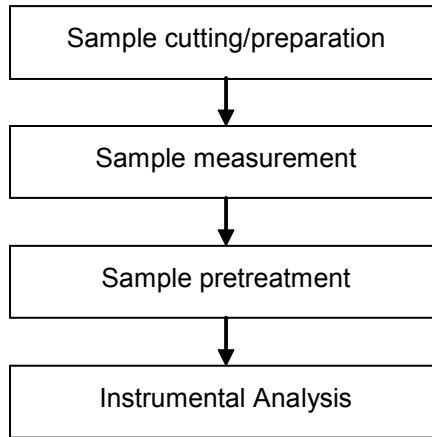 Sample cutting/preparation
Sample measurement
Sample pretreatment
Instrumental Analysis